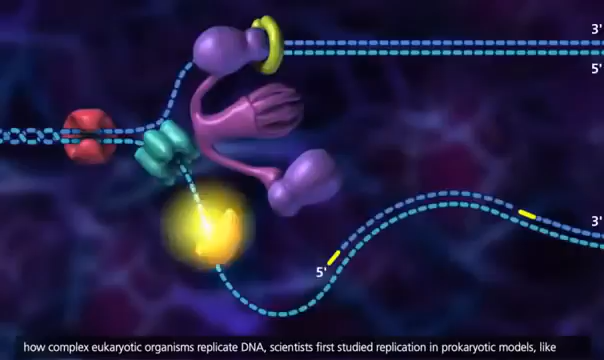 3'
5'
3'
5'
how complex eukaryotic organisms replicate DNA, scientists first studied replication in prokaryotic models, like